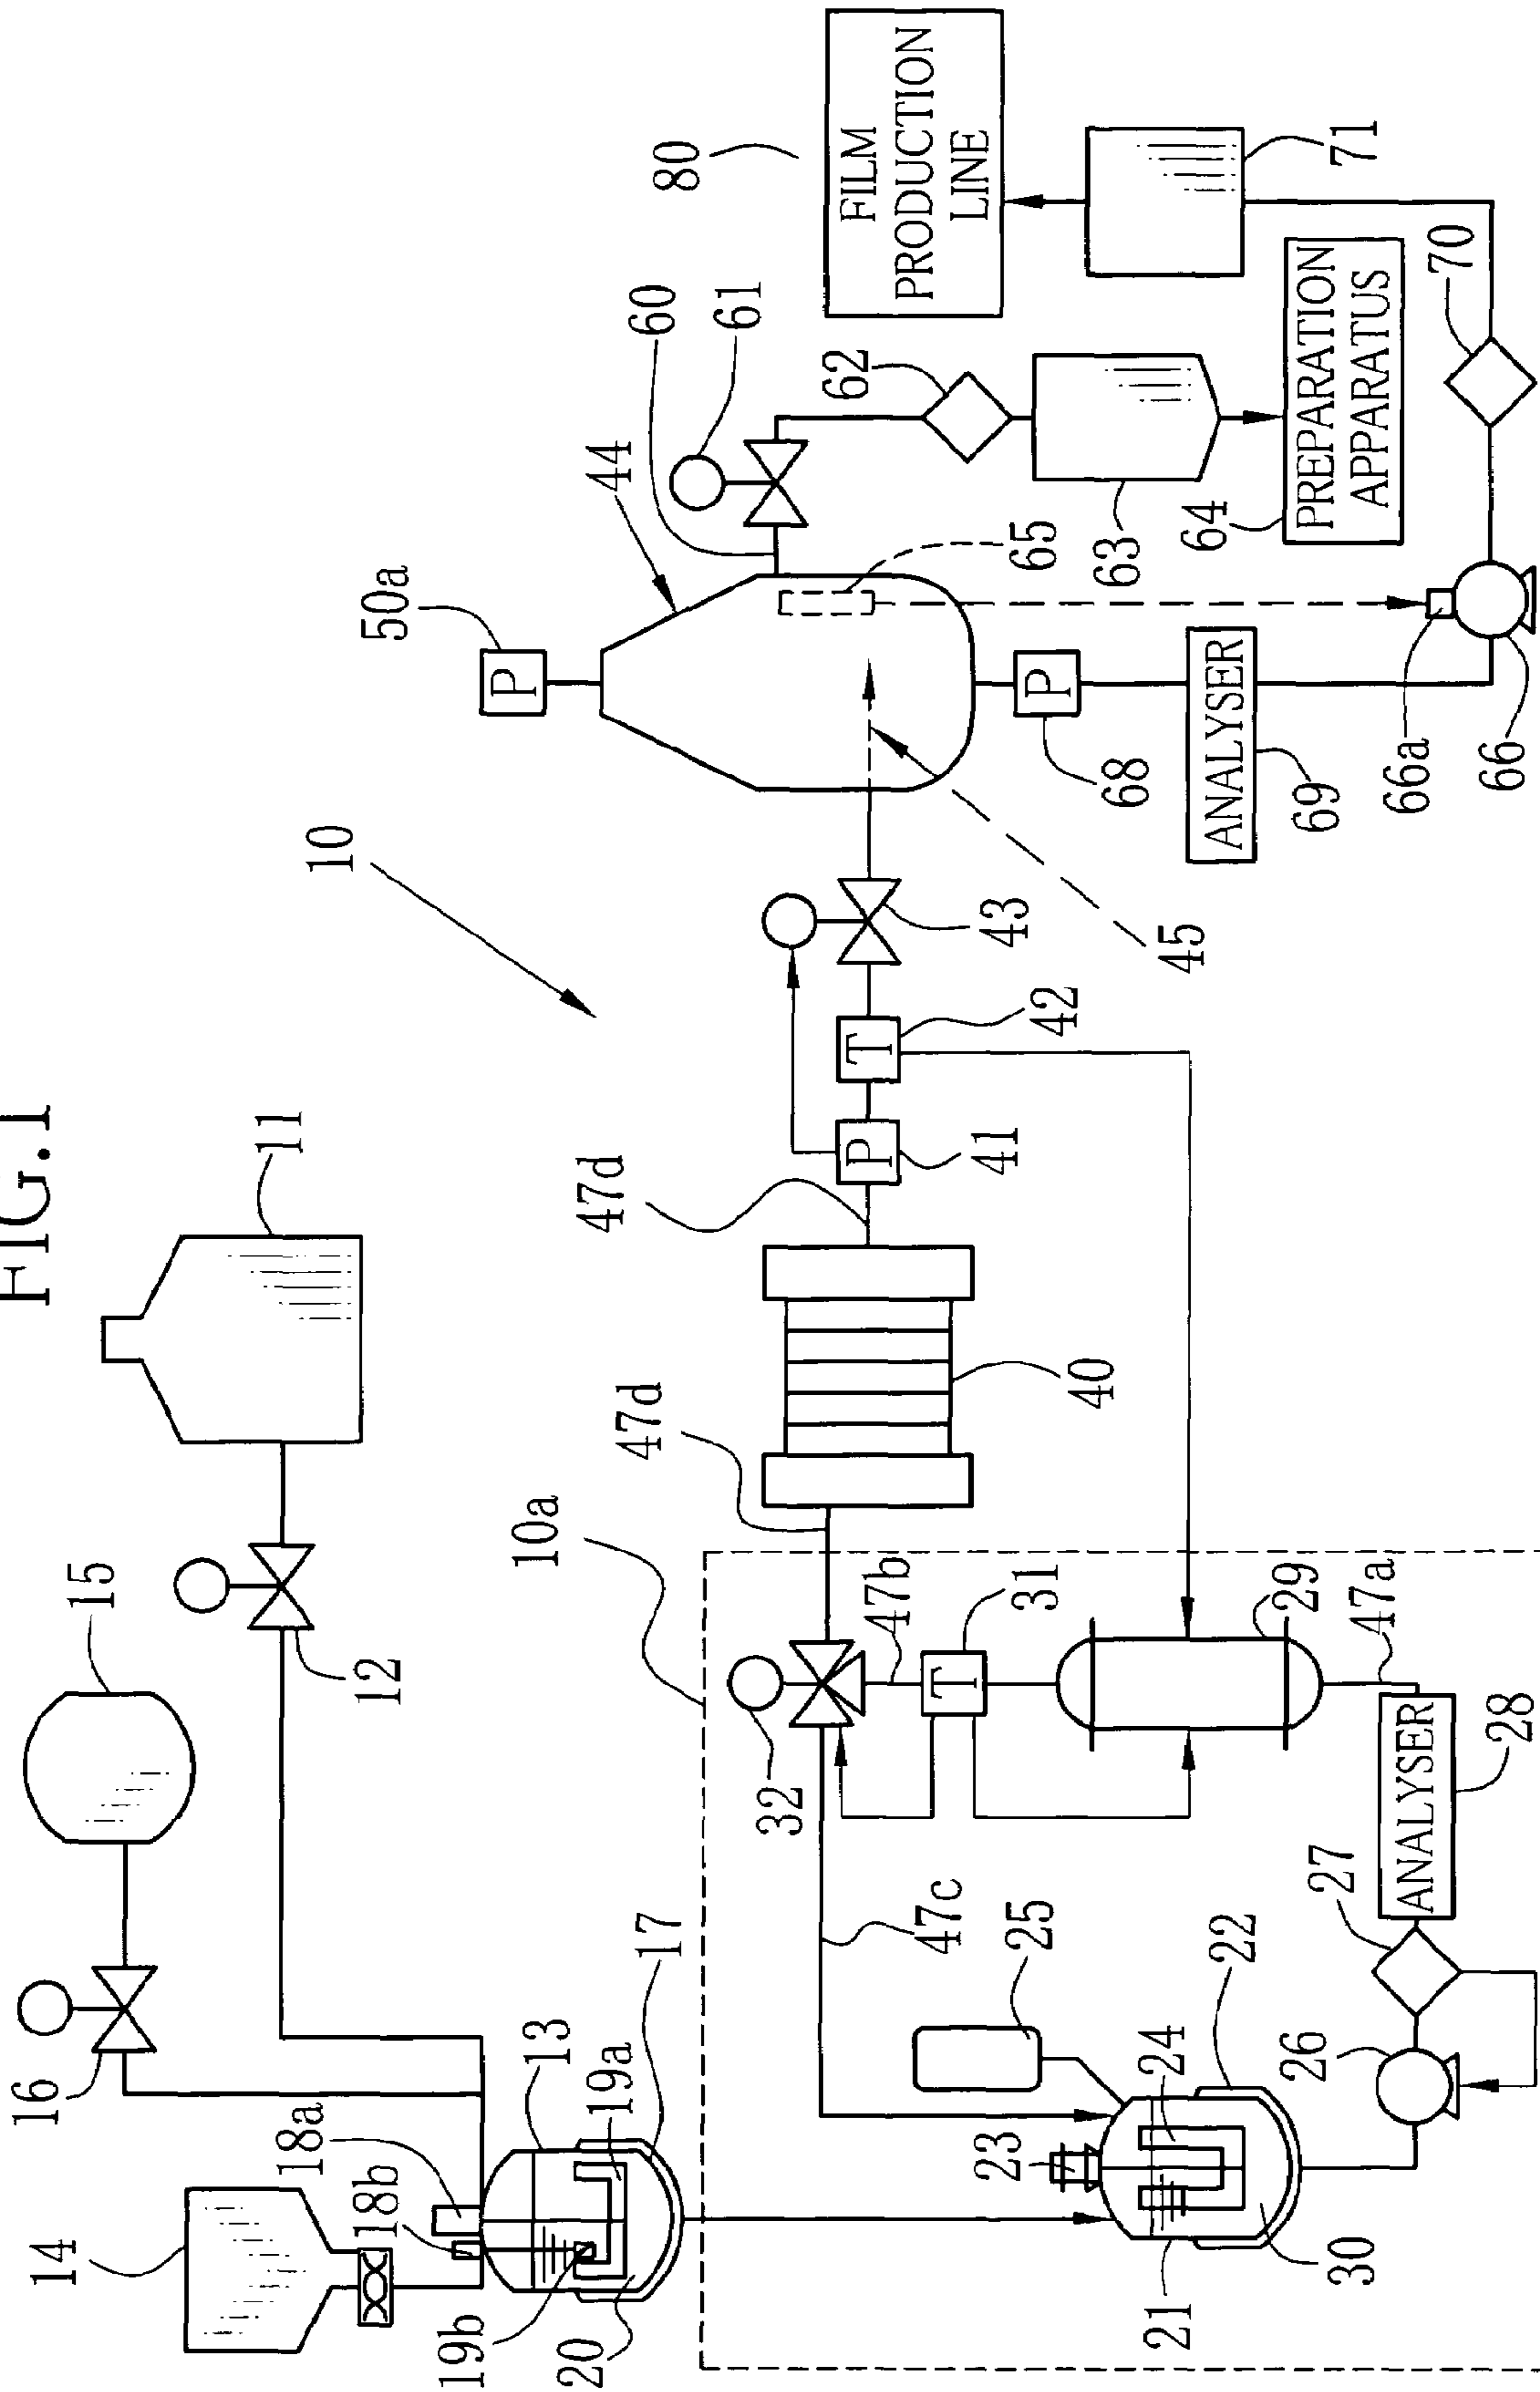 FIG.1
10
11
12
15
16
14
18a
18b
13
19a
17
19b
20
10a
47d
47d
44
50a
60
61
80
FILM
PRODUCTION
LINE
62
71
63
64
PREPARATION
APPARATUS
65
70
P
68
ANALYSER
69
66a
66
43
45
T
42
P
41
40
32
47b
T
31
29
47a
47c
25
23
24
22
21
30
26
27
ANALYSER
28
P